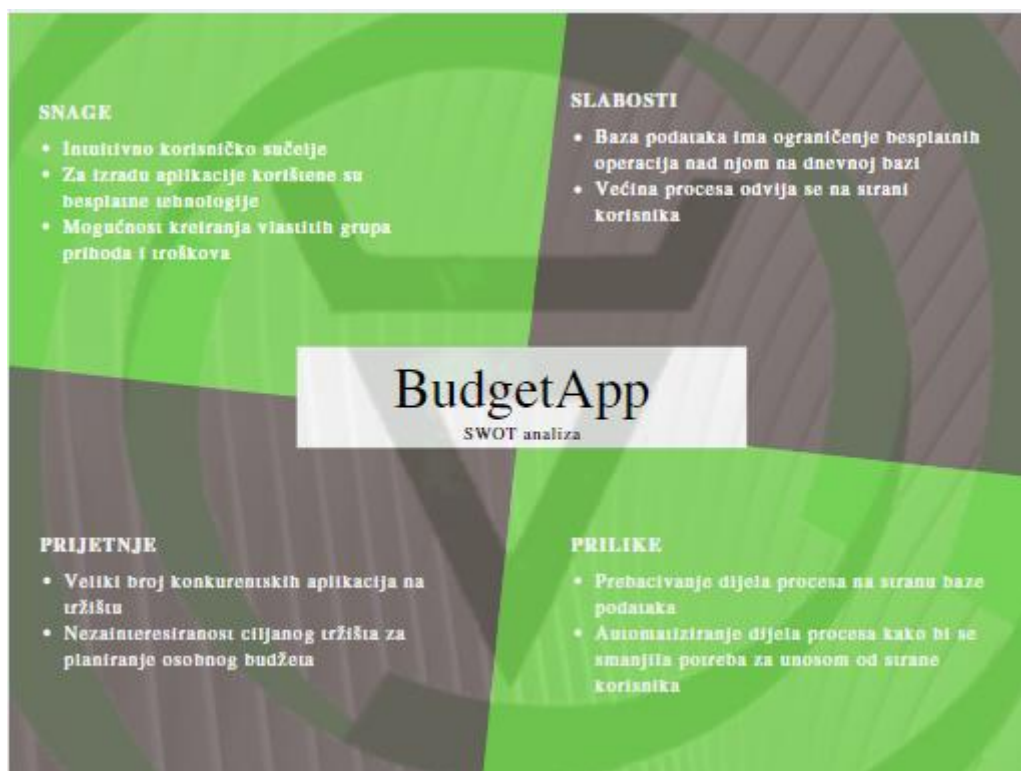 SNAGE
• Intuitivno korisničko sučelje
• Za izradu aplikacije korištene su
besplatne tehnologije
• Mogućnost kreiranja vlastitih grupa
prihoda i troškova
SLABOSTI
• Baza podataka ima ograničenje besplatnih
operacija nad njom na dnevnoj bazi
• Većina procesa odvija se na strani
korisnika
BudgetApp
SWOT analiza
PRIJETNJE
• Veliki broj konkurentskih aplikacija na
tržištu
• Nezainteresiranost ciljanog tržišta za
planiranje osobnog budžeta
PRILIKE
• Prebacivanje dijela procesa na stranu baze
podataka
• Automatiziranje dijela procesa kako bi se
smanjila potreba za unosom od strane
korisnika